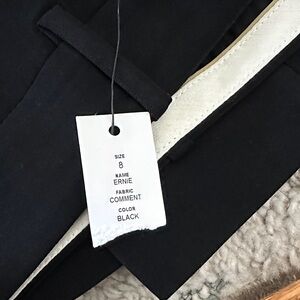 SIZE
8
NAME
ERNIE
FABRIC
COMMENT
COLOR
BLACK